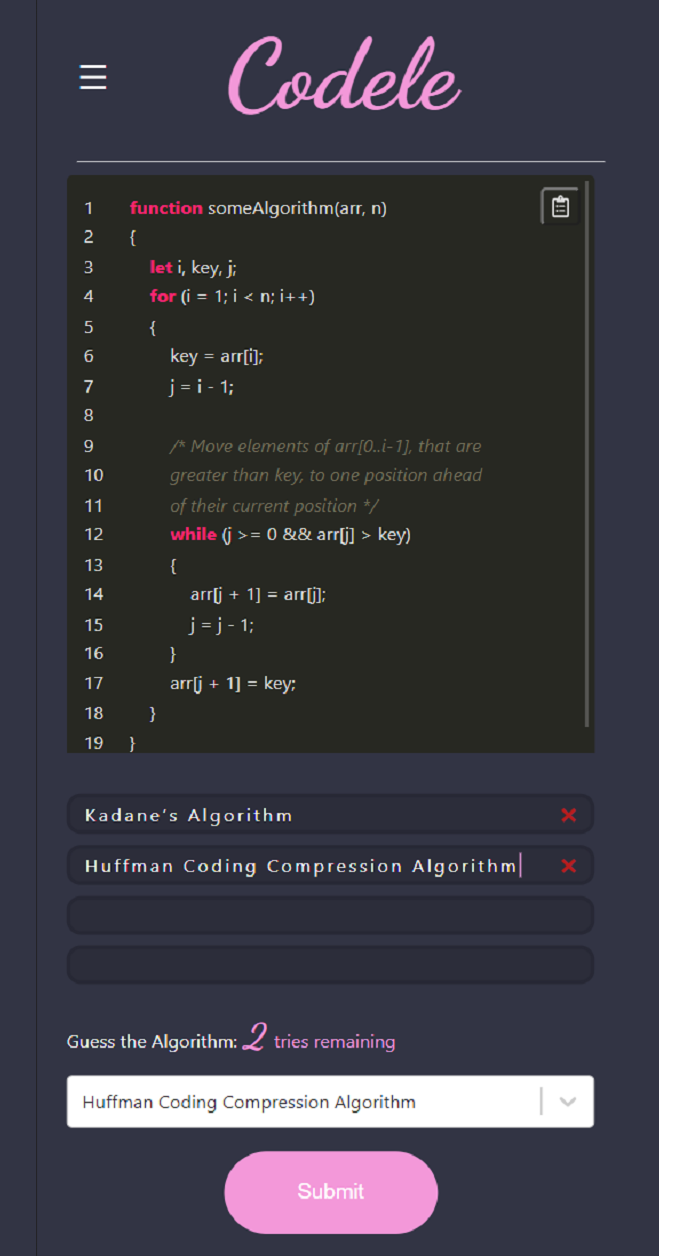 Codele
1 function someAlgorithm(arr, n)
2 {
3 let i, key, j;
4 for (i = 1; i < n; i++)
5 {
6 key = arr[i];
7 j = i - 1;
8
9 /* Move elements of arr[0..i-1], that are
10 greater than key, to one position ahead
11 of their current position */
12 while (j >= 0 && arr[j] > key)
13 {
14 arr[j + 1] = arr[j];
15 j = j - 1;
16 }
17 arr[j + 1] = key;
18 }
19 }
Kadane's Algorithm
Huffman Coding Compression Algorithm
Guess the Algorithm: 2 tries remaining
Huffman Coding Compression Algorithm
Submit